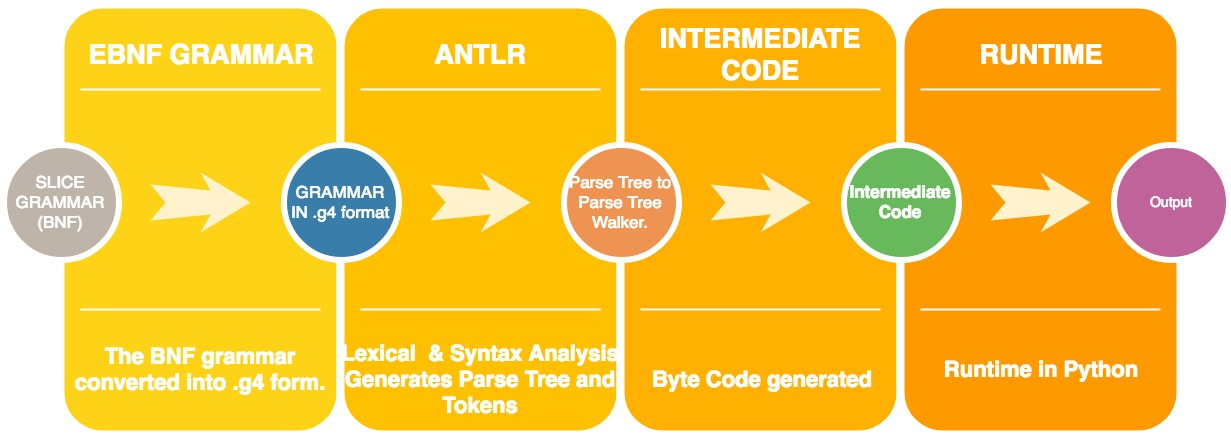 EBNF GRAMMAR
ANTLR
INTERMEDIATE
CODE
RUNTIME
SLICE
GRAMMAR
(BNF)
GRAMMAR
IN .g4 format
Parse Tree to
Parse Tree
Walker.
Intermediate
Code
Output
The BNF grammar
converted into .g4 form.
Lexical & Syntax Analysis
Generates Parse Tree and
Tokens
Byte Code generated
Runtime in Python